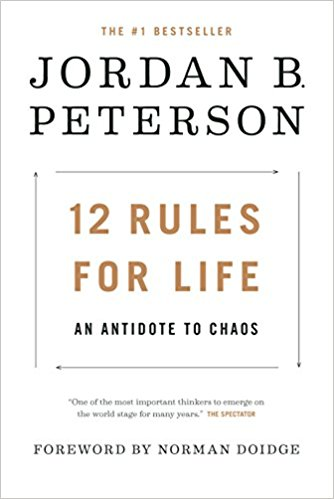 THE #1 BESTSELLER
JORDAN B.
PETERSON
12 RULES
FOR LIFE
AN ANTIDOTE TO CHAOS
"One of the most important thinkers to emerge on
the world stage for many years." THE SPECTATOR
FOREWORD BY NORMAN DOIDGE